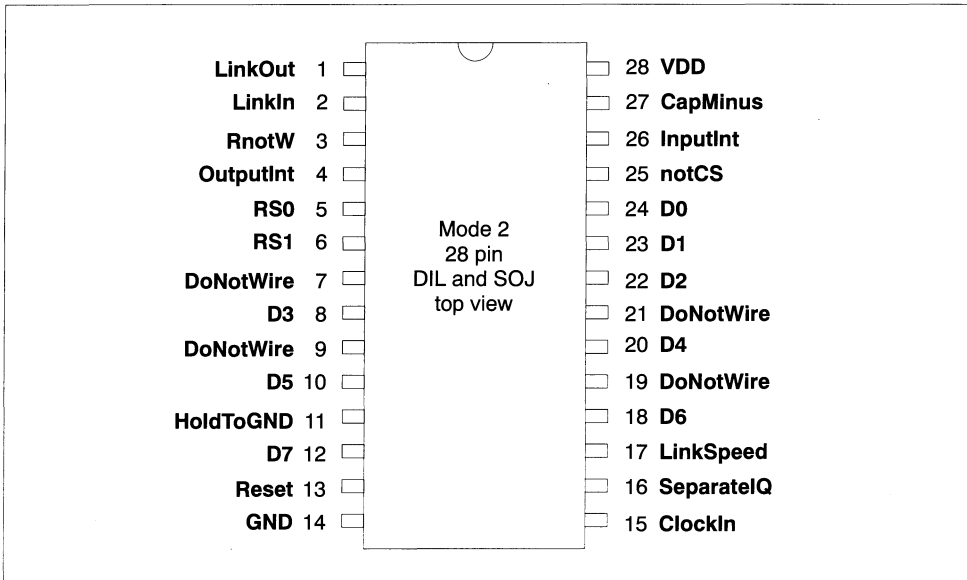 LinkOut 1
LinkIn 2
RnotW 3
OutputInt 4
RS0 5
RS1 6
DoNotWire 7
D3 8
DoNotWire 9
D5 10
HoldToGND 11
D7 12
Reset 13
GND 14
Mode 2
28 pin
DIL and SOJ
top view
28 VDD
27 CapMinus
26 InputInt
25 notCS
24 D0
23 D1
22 D2
21 DoNotWire
20 D4
19 DoNotWire
18 D6
17 LinkSpeed
16 SeparateIQ
15 ClockIn